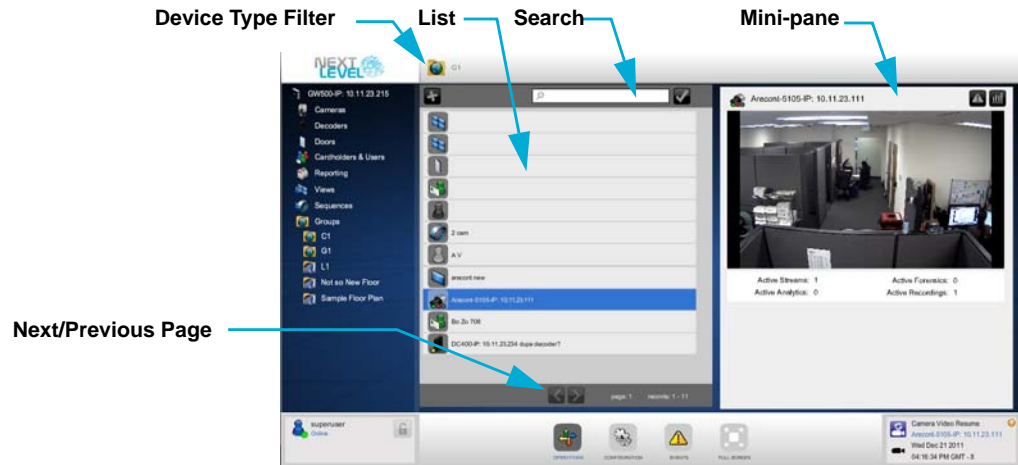 Device Type Filter
List
Search
Mini-pane
Next/Previous Page
NEXT
LEVEL
G1
GW500-IP: 10.11.23.215
Cameras
Decoders
Doors
Cardholders & Users
Reporting
Views
Sequences
Groups
C1
G1
L1
Not so New Floor
Sample Floor Plan
2 cam
A V
arecont new
Arecont-5105-IP: 10.11.23.111
Bo Zo 708
DC400-IP: 10.11.23.234 dupe decoder?
page: 1
records: 1 - 11
Arecont-5105-IP: 10.11.23.111
Active Streams: 1
Active Forensics: 0
Active Analytics: 0
Active Recordings: 1
superuser
Online
OPERATIONS
CONFIGURATION
EVENTS
FULL SCREEN
Camera Video Resume
Arecont-5105-IP: 10.11.23.111
Wed Dec 21 2011
04:16:34 PM GMT - 8